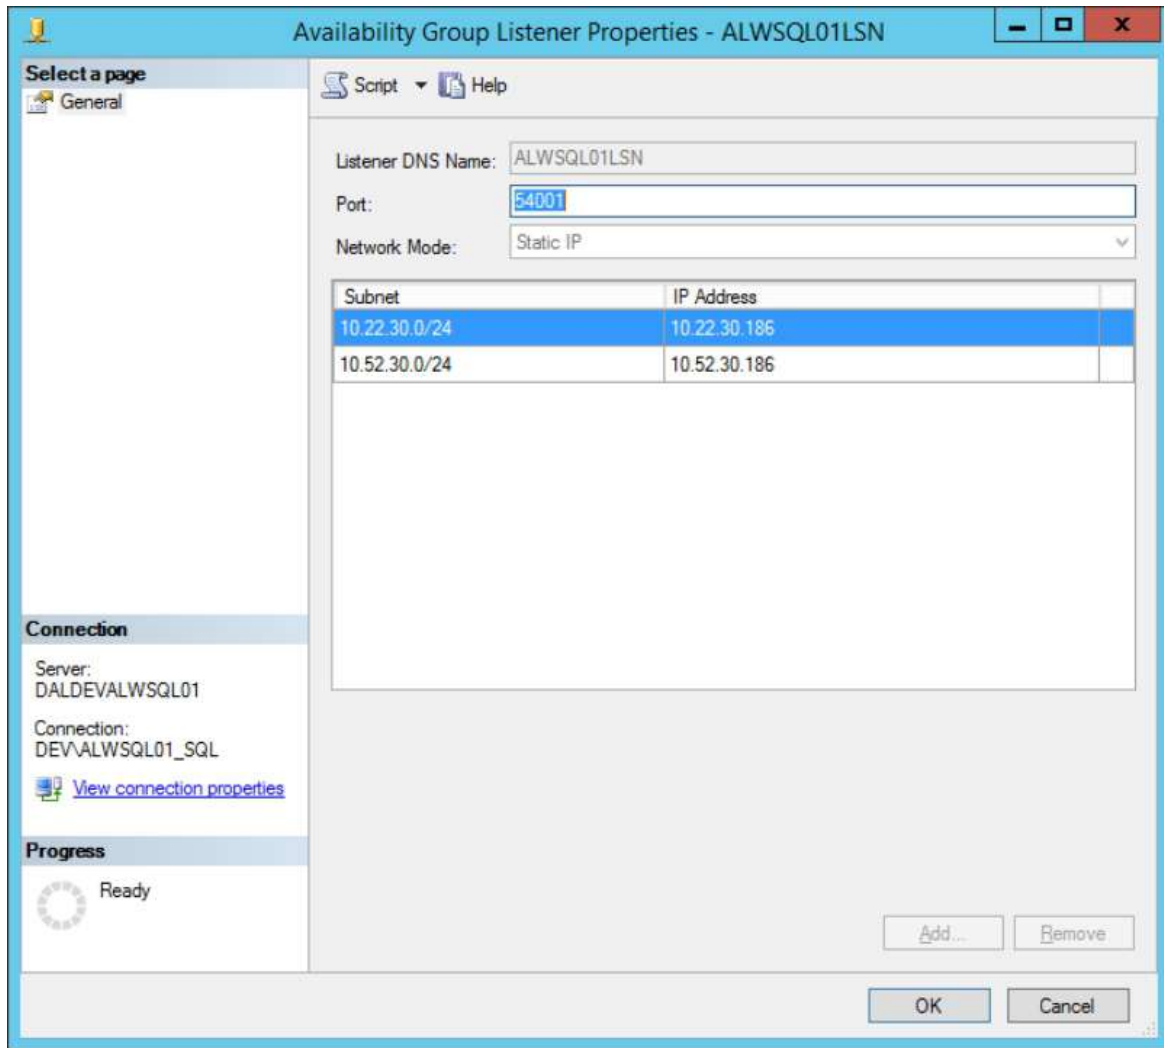 Availability Group Listener Properties - ALWSQL01LSN
Select a page
General
Script Help
Listener DNS Name: ALWSQL01LSN
Port: 54001
Network Mode: Static IP
Subnet IP Address
10.22.30.0/24 10.22.30.186
10.52.30.0/24 10.52.30.186
Connection
Server:
DALDEVALWSQL01
Connection:
DEV\ALWSQL01_SQL
View connection properties
Progress
Ready
Add... Remove
OK Cancel